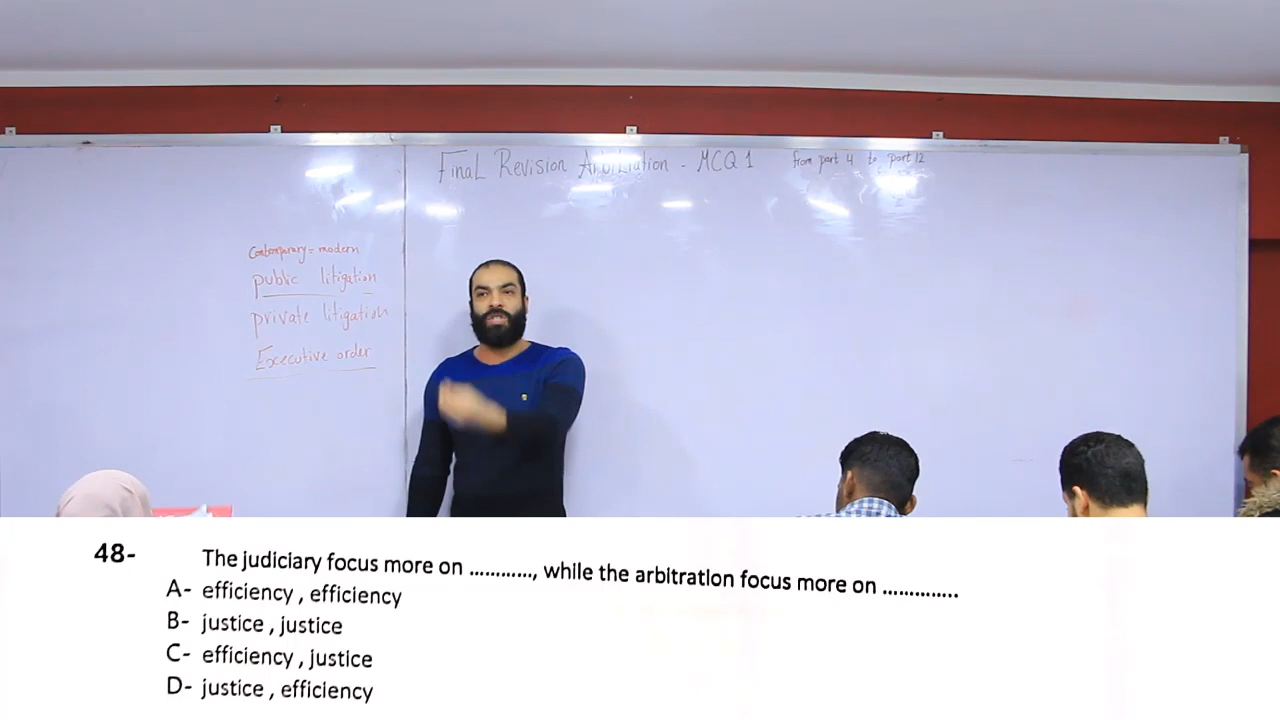 Final Revision Arbitration - MCQ 1 from part 4 to part 12
Contemporary = modern
public litigation
private litigation
Executive order
48- The judiciary focus more on ............, while the arbitration focus more on ..............
A- efficiency , efficiency
B- justice , justice
C- efficiency , justice
D- justice , efficiency